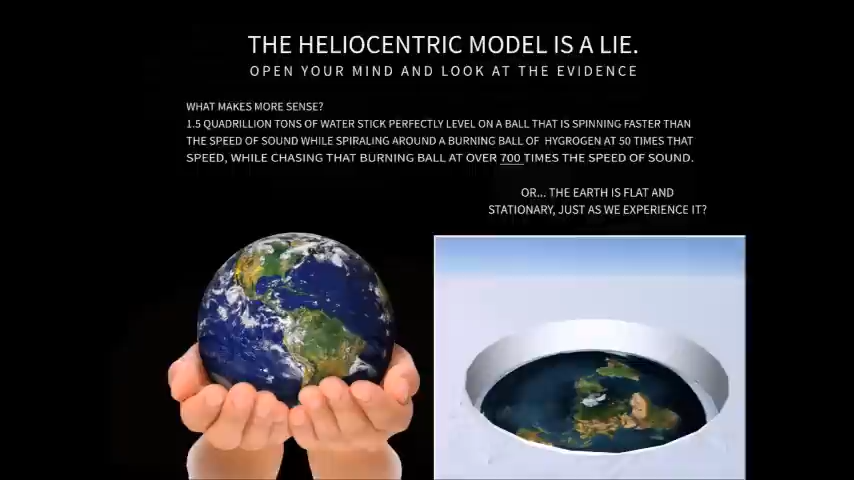 THE HELIOCENTRIC MODEL IS A LIE.
OPEN YOUR MIND AND LOOK AT THE EVIDENCE
WHAT MAKES MORE SENSE?
1.5 QUADRILLION TONS OF WATER STICK PERFECTLY LEVEL ON A BALL THAT IS SPINNING FASTER THAN
THE SPEED OF SOUND WHILE SPIRALING AROUND A BURNING BALL OF HYGROGEN AT 50 TIMES THAT
SPEED, WHILE CHASING THAT BURNING BALL AT OVER 700 TIMES THE SPEED OF SOUND.
OR... THE EARTH IS FLAT AND
STATIONARY, JUST AS WE EXPERIENCE IT?